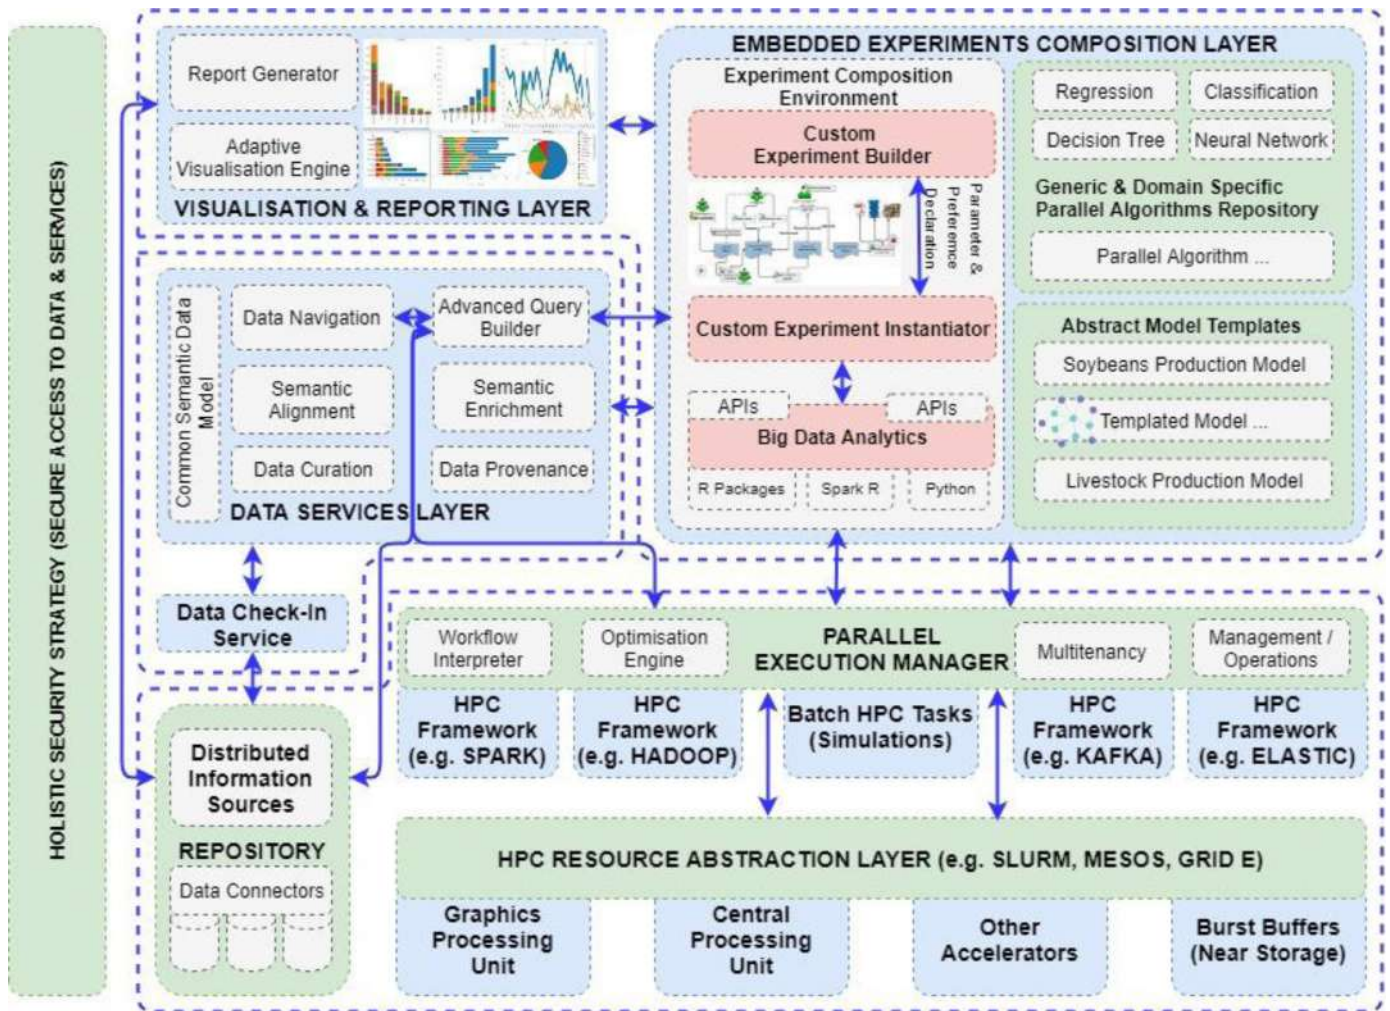 HOLISTIC SECURITY STRATEGY (SECURE ACCESS TO DATA & SERVICES)
Report Generator
Adaptive
Visualisation Engine
VISUALISATION & REPORTING LAYER
EMBEDDED EXPERIMENTS COMPOSITION LAYER
Experiment Composition
Environment
Custom
Experiment Builder
Parameter &
Preference
Declaration
Custom Experiment Instantiator
APIs
APIs
Big Data Analytics
R Packages
Spark R
Python
Regression
Classification
Decision Tree
Neural Network
Generic & Domain Specific
Parallel Algorithms Repository
Parallel Algorithm ...
Abstract Model Templates
Soybeans Production Model
Templated Model ...
Livestock Production Model
Common Semantic Data
Model
Data Navigation
Advanced Query
Builder
Semantic
Alignment
Semantic
Enrichment
Data Curation
Data Provenance
DATA SERVICES LAYER
Data Check-In
Service
Distributed
Information
Sources
REPOSITORY
Data Connectors
Workflow
Interpreter
Optimisation
Engine
PARALLEL
EXECUTION MANAGER
Multitenancy
Management /
Operations
HPC
Framework
(e.g. SPARK)
HPC
Framework
(e.g. HADOOP)
Batch HPC Tasks
(Simulations)
HPC
Framework
(e.g. KAFKA)
HPC
Framework
(e.g. ELASTIC)
HPC RESOURCE ABSTRACTION LAYER (e.g. SLURM, MESOS, GRID E)
Graphics
Processing
Unit
Central
Processing
Unit
Other
Accelerators
Burst Buffers
(Near Storage)